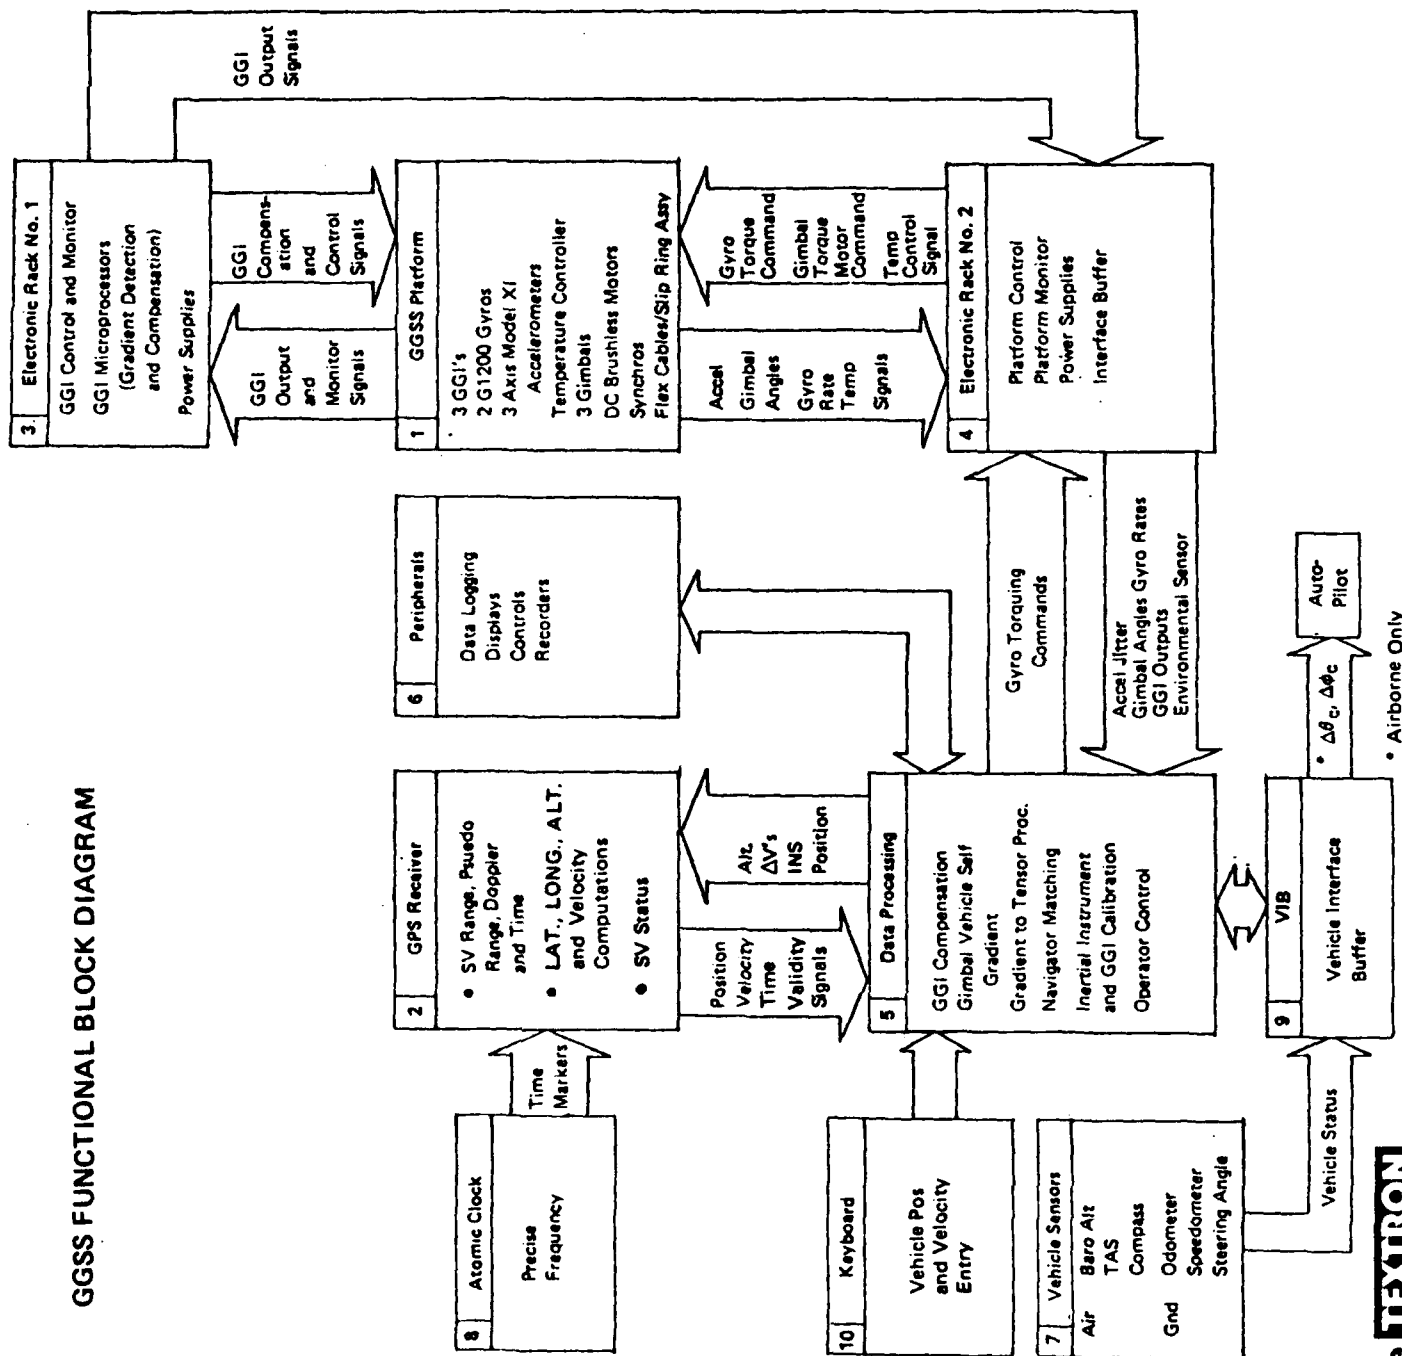 GGSS FUNCTIONAL BLOCK DIAGRAM
8 Atomic Clock
Precise
Frequency
Time
Markers
2 GPS Receiver
• SV Range, Psuedo
Range, Doppler
and Time
• LAT., LONG., ALT.
and Velocity
Computations
• SV Status
6 Peripherals
Data Logging
Displays
Controls
Recorders
1 GGSS Platform
3 GGI's
2 G1200 Gyros
3 Axis Model XI
Accelerometers
Temperature Controller
3 Gimbals
DC Brushless Motors
Synchros
Flex Cables/Slip Ring Assy
3. Electronic Rack No. 1
GGI Control and Monitor
GGI Microprocessors
(Gradient Detection
and Compensation)
Power Supplies
GGI
Output
and
Monitor
Signals
GGI
Compens-
ation
and
Control
Signals
GGI
Output
Signals
Position
Velocity
Time
Validity
Signals
Alt
ΔV's
INS
Position
Accel
Gimbal
Angles
Gyro
Rate
Temp
Signals
Gyro
Torque
Command
Gimbal
Torque
Motor
Command
Temp
Control
Signal
10 Keyboard
Vehicle Pos
and Velocity
Entry
5 Data Processing
GGI Compensation
Gimbal Vehicle Self
Gradient
Gradient to Tensor Proc.
Navigator Matching
Inertial Instrument
and GGI Calibration
Operator Control
Gyro Torquing
Commands
Accel Jitter
Gimbal Angles Gyro Rates
GGI Outputs
Environmental Sensor
4 Electronic Rack No. 2
Platform Control
Platform Monitor
Power Supplies
Interface Buffer
7 Vehicle Sensors
Air Baro Alt
TAS
Compass
Gnd Odometer
Speedometer
Steering Angle
Vehicle Status
9 VIB
Vehicle Interface
Buffer
• Δθc, Δϕc
Auto-
Pilot
* Airborne Only
TEXTRON